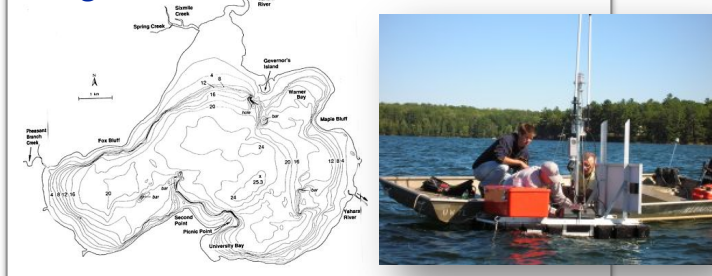 River
Sixmile
Creek
Spring Creek
Governor's
Island
N
1 km
4
8
12
16
20
Warner
Bay
hole
bar
Maple Bluff
Fox Bluff
Pheasant
Branch
Creek
24
20 16
12 8 4
x
25.3
4 8 12 16
20
bar
bar
24
bar
Second
Point
Picnic Point
University Bay
Yahara
River